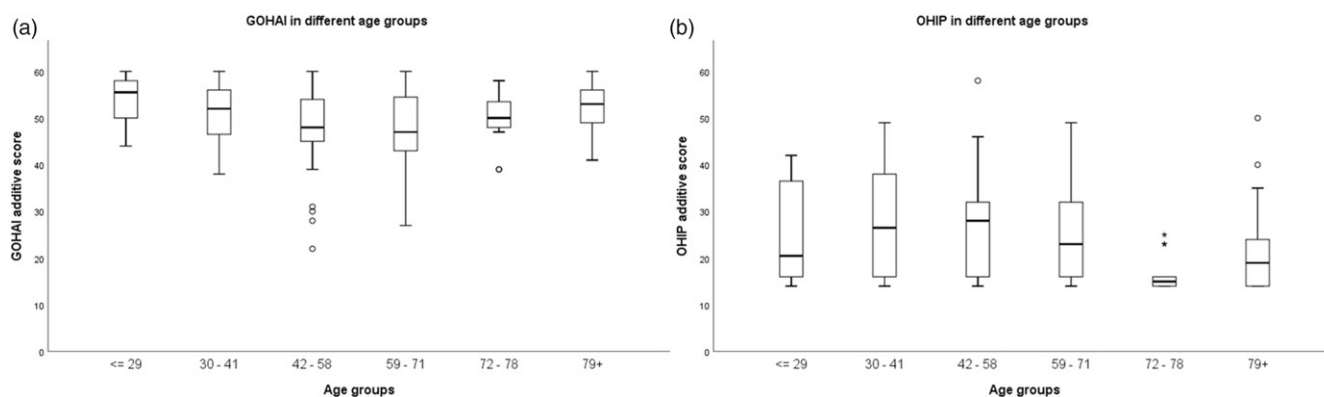 (a)
GOHAI in different age groups
GOHAI additive score
60
50
40
30
20
10
0
<= 29
30 - 41
42 - 58
59 - 71
72 - 78
79+
Age groups
(b)
OHIP in different age groups
OHIP additive score
60
50
40
30
20
10
0
<= 29
30 - 41
42 - 58
59 - 71
72 - 78
79+
Age groups